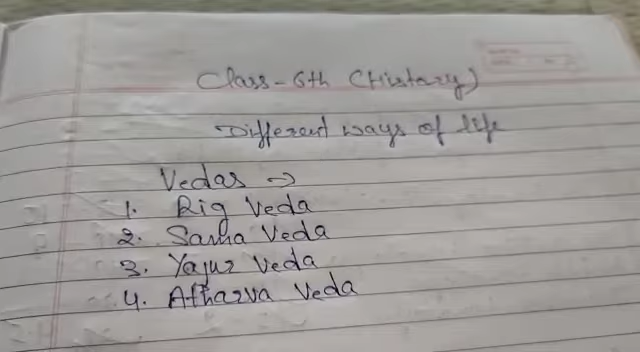 Class-6th (History)
Different ways of life
Vedas →
1. Rig Veda
2. Sama Veda
3. Yajur Veda
4. Atharva Veda